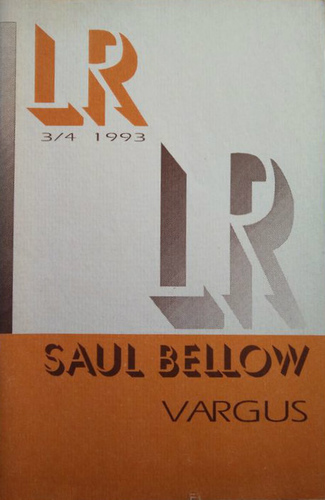 LR
3/4 1993
LR
SAUL BELLOW
VARGUS